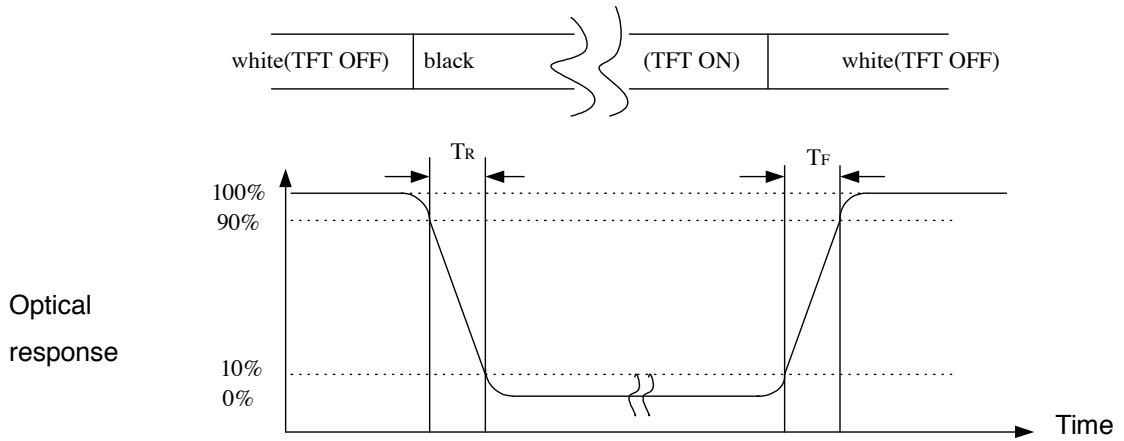 white(TFT OFF) black (TFT ON) white(TFT OFF)
TR TF
100%
90%
Optical
response
10%
0%
Time